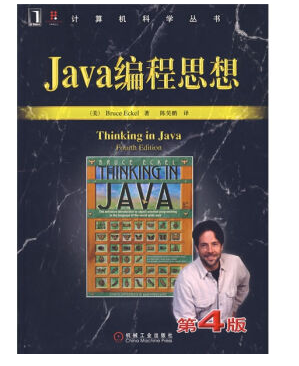 计算机科学丛书
Java编程思想
(美) Bruce Eckel 著 陈昊鹏 译
Thinking in Java
Fourth Edition
BRUCE ECKEL
THINKING IN
JAVA
第4版
机械工业出版社
China Machine Press